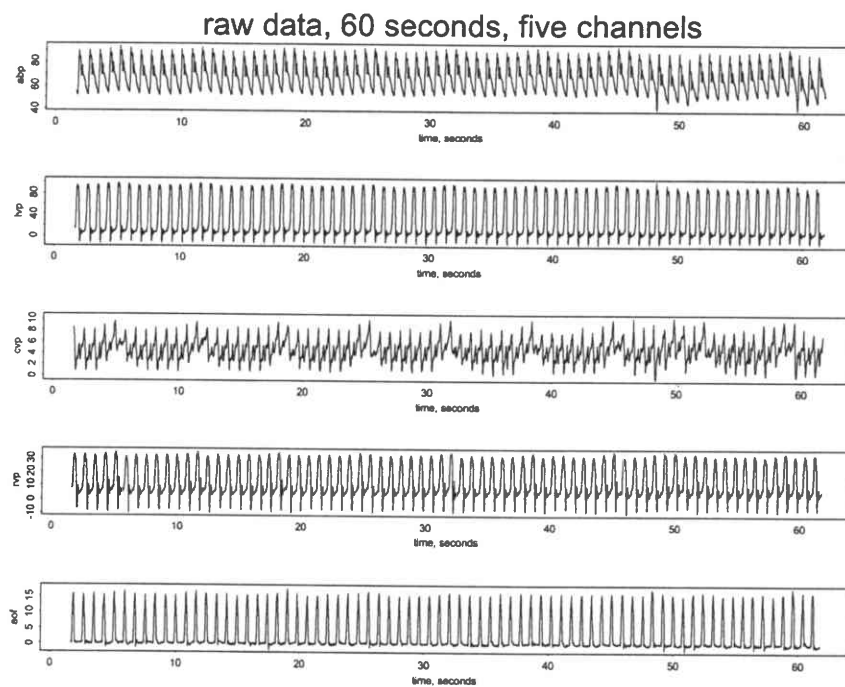 raw data, 60 seconds, five channels
abp
40 60 80
0 10 20 30 40 50 60
time, seconds
lvp
0 40 80
0 10 20 30 40 50 60
time, seconds
cvp
0 2 4 6 8 10
0 10 20 30 40 50 60
time, seconds
rvp
-10 0 10 20 30
0 10 20 30 40 50 60
time, seconds
aof
0 5 10 15
0 10 20 30 40 50 60
time, seconds